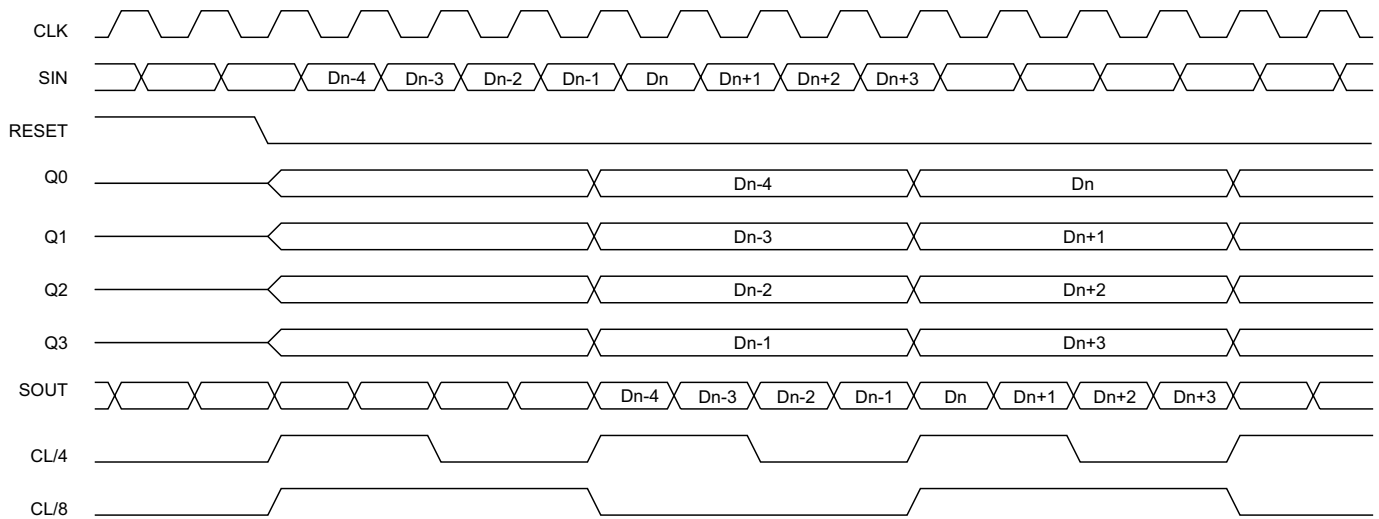 CLK
SIN Dn-4 Dn-3 Dn-2 Dn-1 Dn Dn+1 Dn+2 Dn+3
RESET
Q0 Dn-4 Dn
Q1 Dn-3 Dn+1
Q2 Dn-2 Dn+2
Q3 Dn-1 Dn+3
SOUT Dn-4 Dn-3 Dn-2 Dn-1 Dn Dn+1 Dn+2 Dn+3
CL/4
CL/8